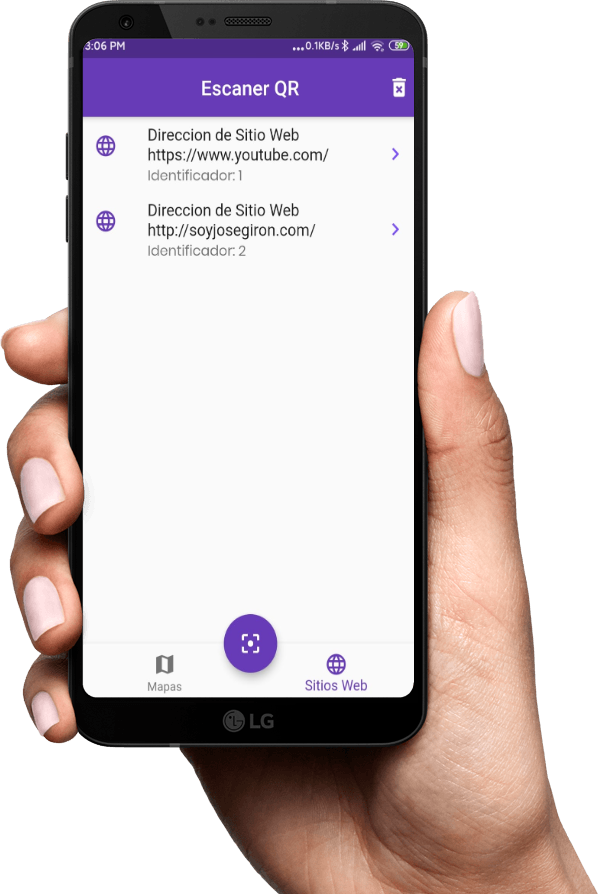 3:06 PM ...0.1KB/s 59
Escaner QR
Direccion de Sitio Web
https://www.youtube.com/
Identificador: 1
Direccion de Sitio Web
http://soyjosegiron.com/
Identificador: 2
Mapas
Sitios Web
LG